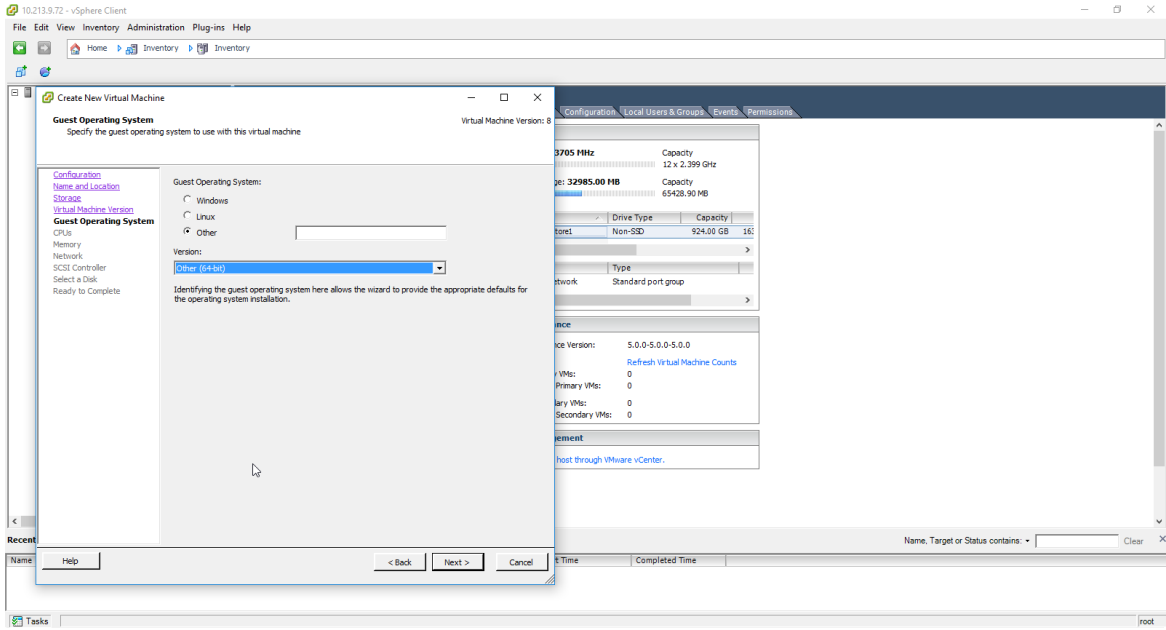 10.213.9.72 - vSphere Client
File Edit View Inventory Administration Plug-ins Help
Home Inventory Inventory
Create New Virtual Machine
Guest Operating System
Specify the guest operating system to use with this virtual machine
Virtual Machine Version: 8
Configuration
Name and Location
Storage
Virtual Machine Version
Guest Operating System
CPUs
Memory
Network
SCSI Controller
Select a Disk
Ready to Complete
Guest Operating System:
Windows
Linux
Other
Version:
Other (64-bit)
Identifying the guest operating system here allows the wizard to provide the appropriate defaults for
the operating system installation.
Help
< Back Next > Cancel
Configuration Local Users & Groups Events Permissions
3705 MHz Capacity
12 x 2.399 GHz
ge: 32985.00 MB Capacity
65428.90 MB
Drive Type Capacity
tore1 Non-SSD 924.00 GB 163
Type
etwork Standard port group
nce
nce Version: 5.0.0-5.0.0-5.0.0
Refresh Virtual Machine Counts
VMs: 0
Primary VMs: 0
dary VMs: 0
Secondary VMs: 0
gement
host through VMware vCenter.
Recent
Name, Target or Status contains: Clear
Name t Time Completed Time
Tasks root